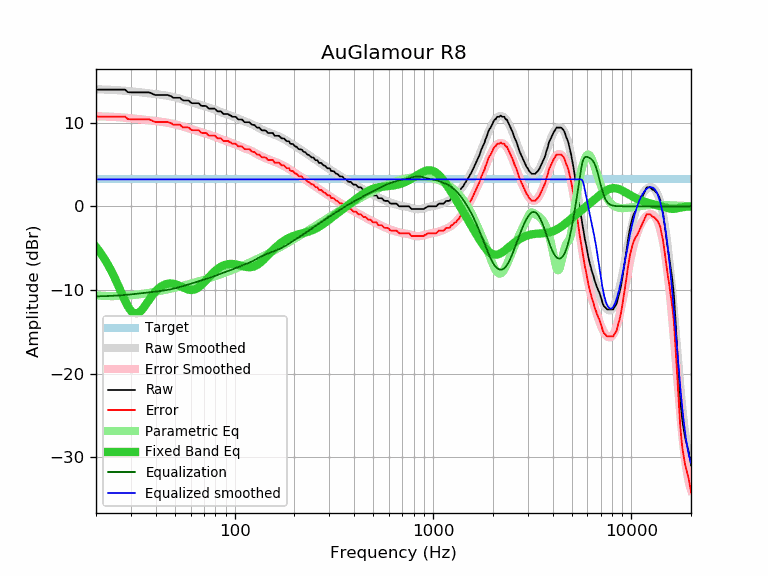 AuGlamour R8
Amplitude (dBr)
10
0
−10
−20
−30
Target
Raw Smoothed
Error Smoothed
Raw
Error
Parametric Eq
Fixed Band Eq
Equalization
Equalized smoothed
100
1000
10000
Frequency (Hz)